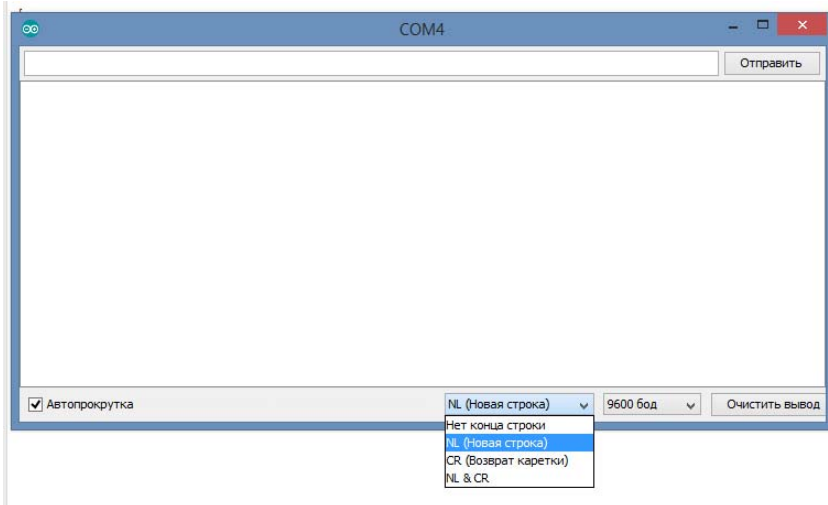 COM4
Отправить
Автопрокрутка
NL (Новая строка)
9600 бод
Очистить вывод
Нет конца строки
NL (Новая строка)
CR (Возврат каретки)
NL & CR